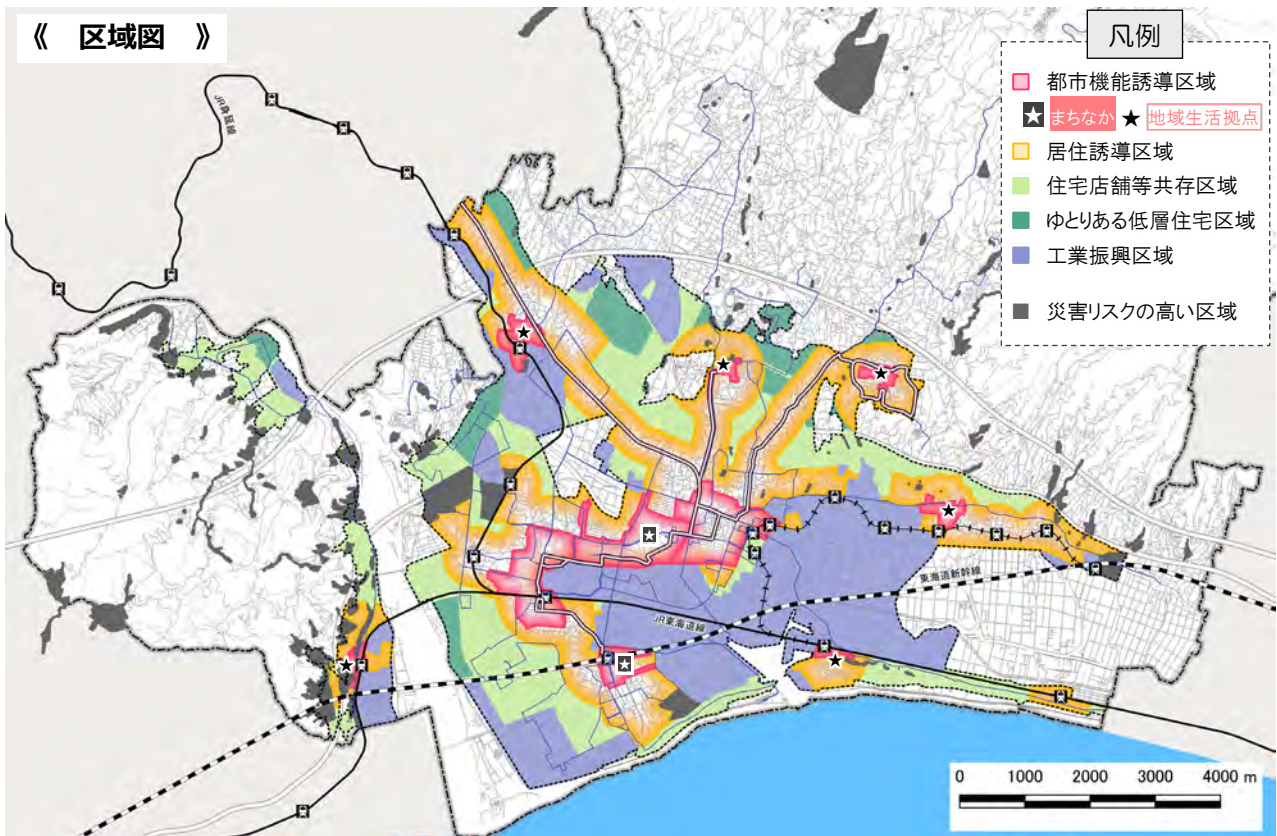 《 区域図 》
凡例
都市機能誘導区域
まちなか ★ 地域生活拠点
居住誘導区域
住宅店舗等共存区域
ゆとりある低層住宅区域
工業振興区域
災害リスクの高い区域
JR身延線
東海道新幹線
JR東海道線
0 1000 2000 3000 4000 m